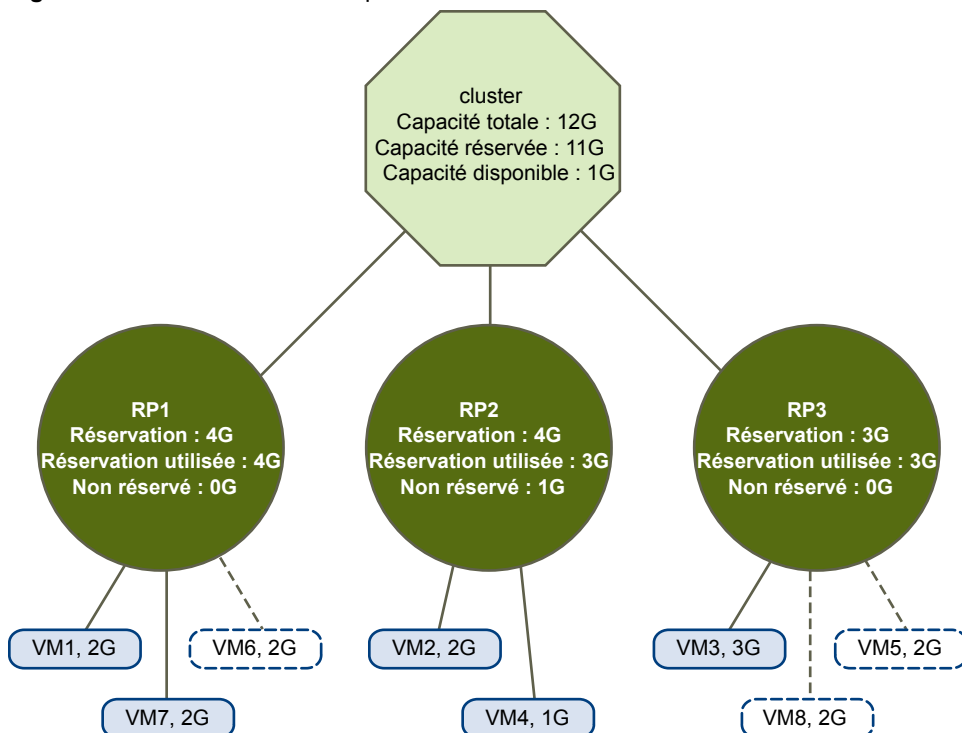 cluster
Capacité totale : 12G
Capacité réservée : 11G
Capacité disponible : 1G
RP1
Réservation : 4G
Réservation utilisée : 4G
Non réservé : 0G
RP2
Réservation : 4G
Réservation utilisée : 3G
Non réservé : 1G
RP3
Réservation : 3G
Réservation utilisée : 3G
Non réservé : 0G
VM1, 2G
VM6, 2G
VM2, 2G
VM3, 3G
VM5, 2G
VM7, 2G
VM4, 1G
VM8, 2G